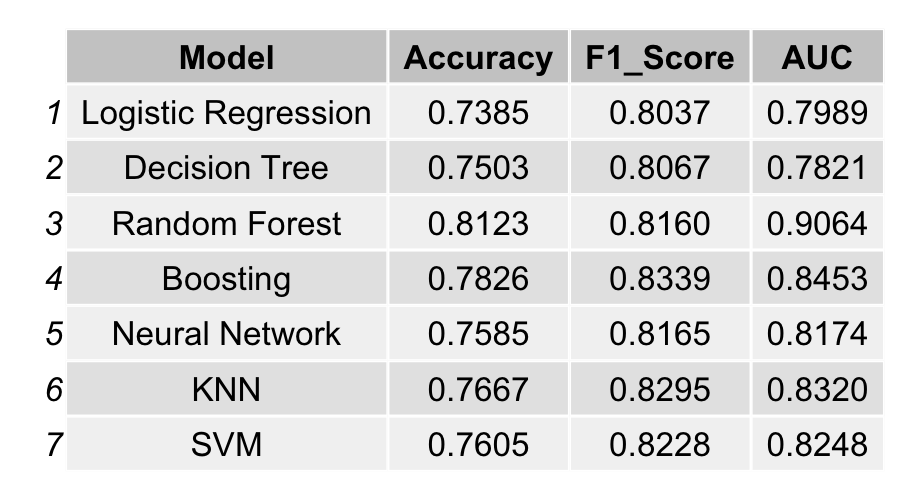 Model Accuracy F1_Score AUC
1 Logistic Regression 0.7385 0.8037 0.7989
2 Decision Tree 0.7503 0.8067 0.7821
3 Random Forest 0.8123 0.8160 0.9064
4 Boosting 0.7826 0.8339 0.8453
5 Neural Network 0.7585 0.8165 0.8174
6 KNN 0.7667 0.8295 0.8320
7 SVM 0.7605 0.8228 0.8248